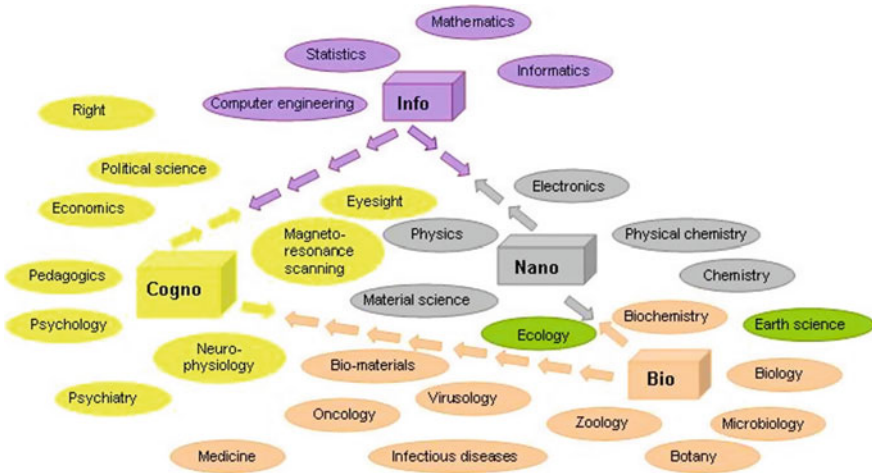 Mathematics
Statistics
Informatics
Computer engineering
Info
Right
Political science
Economics
Eyesight
Electronics
Magneto-
resonance
scanning
Physics
Physical chemistry
Nano
Pedagogics
Cogno
Chemistry
Material science
Psychology
Ecology
Biochemistry
Earth science
Neuro-
physiology
Bio-materials
Bio
Biology
Psychiatry
Virusology
Oncology
Zoology
Microbiology
Medicine
Infectious diseases
Botany